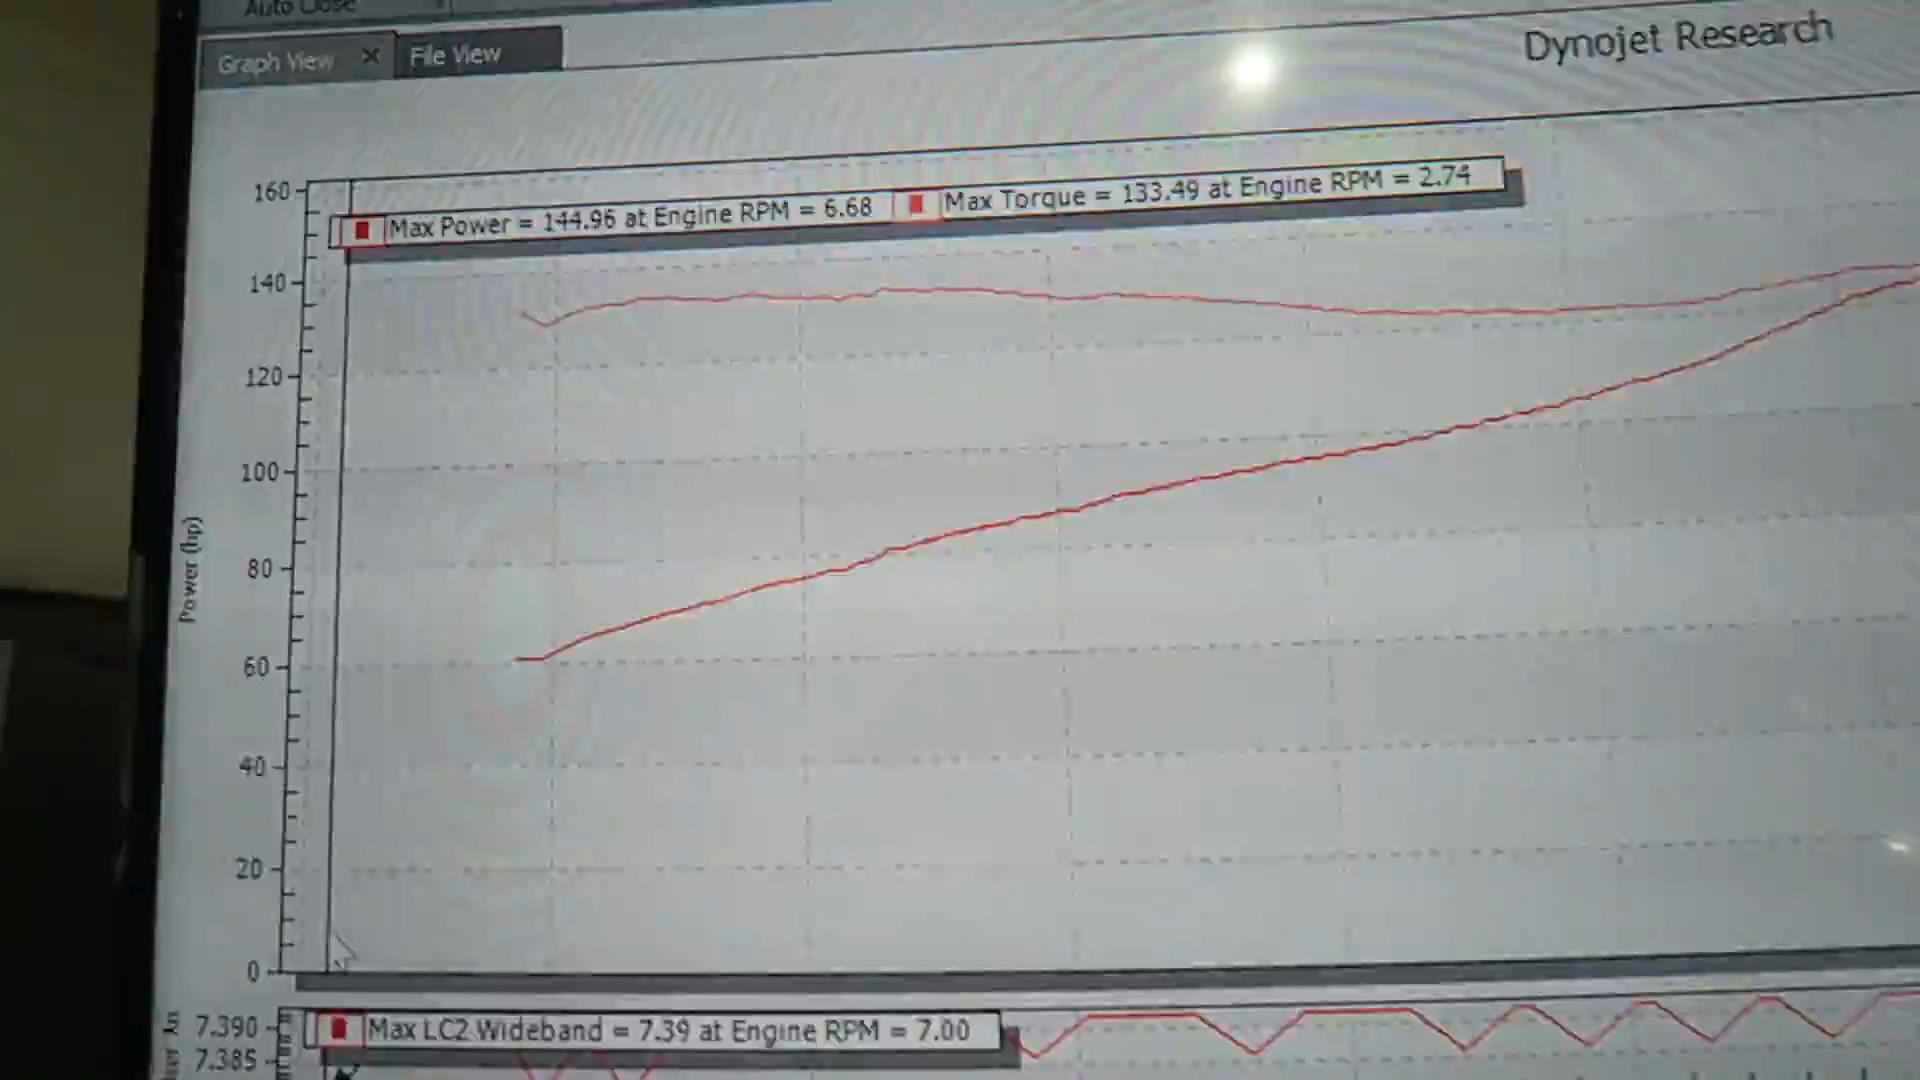 Auto Close
Graph View
File View
Dynojet Research
Max Power = 144.96 at Engine RPM = 6.68
Max Torque = 133.49 at Engine RPM = 2.74
160
140
120
100
80
60
40
20
0
Power (hp)
7.390
7.385
Max LC2 Wideband = 7.39 at Engine RPM = 7.00